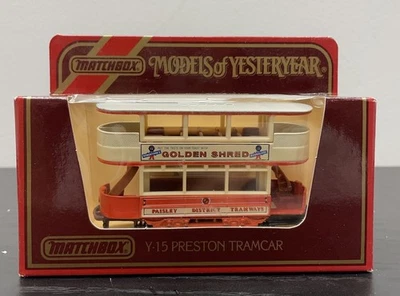 MATCHBOX
MODELS of YESTERYEAR
GOLDEN SHRED
PAISLEY DISTRICT TRAMWAYS
MATCHBOX
Y-15 PRESTON TRAMCAR